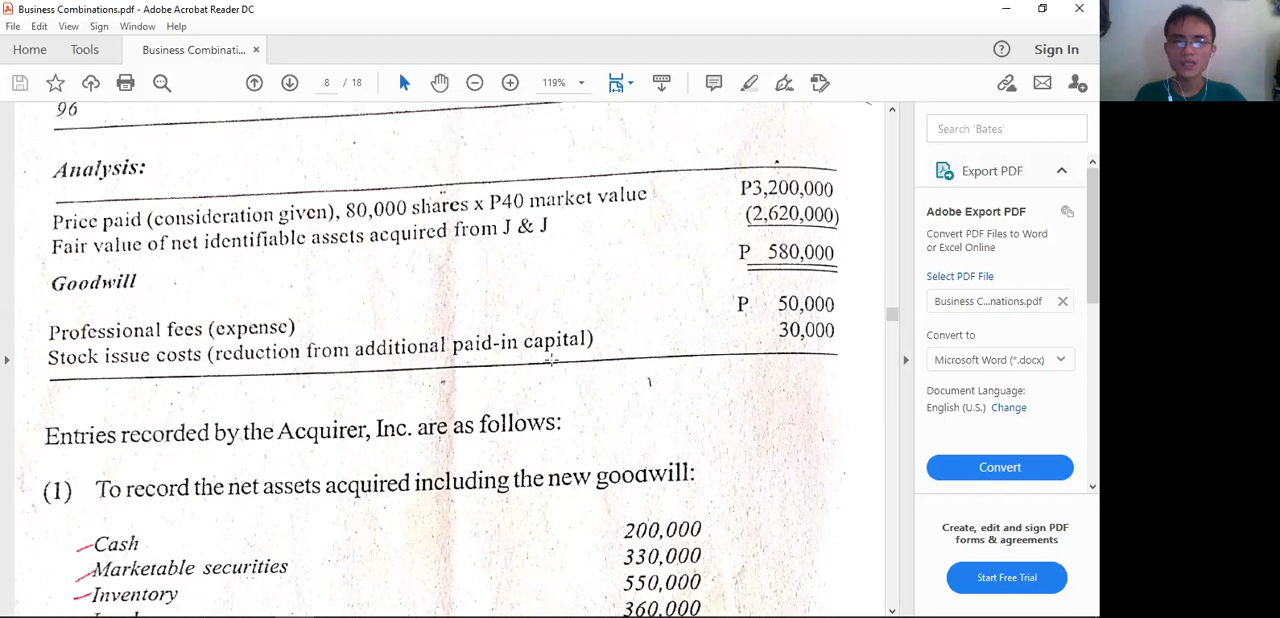 Business Combinations.pdf - Adobe Acrobat Reader DC
File Edit View Sign Window Help
Home Tools Business Combinati... × Sign In
8 / 18 119%
96
Analysis:
Price paid (consideration given), 80,000 shares x P40 market value P3,200,000
Fair value of net identifiable assets acquired from J & J (2,620,000)
Goodwill P 580,000
Professional fees (expense) P 50,000
Stock issue costs (reduction from additional paid-in capital) 30,000
Entries recorded by the Acquirer, Inc. are as follows:
(1) To record the net assets acquired including the new goodwill:
Cash 200,000
Marketable securities 330,000
Inventory 550,000
360,000
Search 'Bates'
Export PDF
Adobe Export PDF
Convert PDF Files to Word
or Excel Online
Select PDF File
Business C...nations.pdf
Convert to
Microsoft Word (*.docx)
Document Language:
English (U.S.) Change
Convert
Create, edit and sign PDF
forms & agreements
Start Free Trial